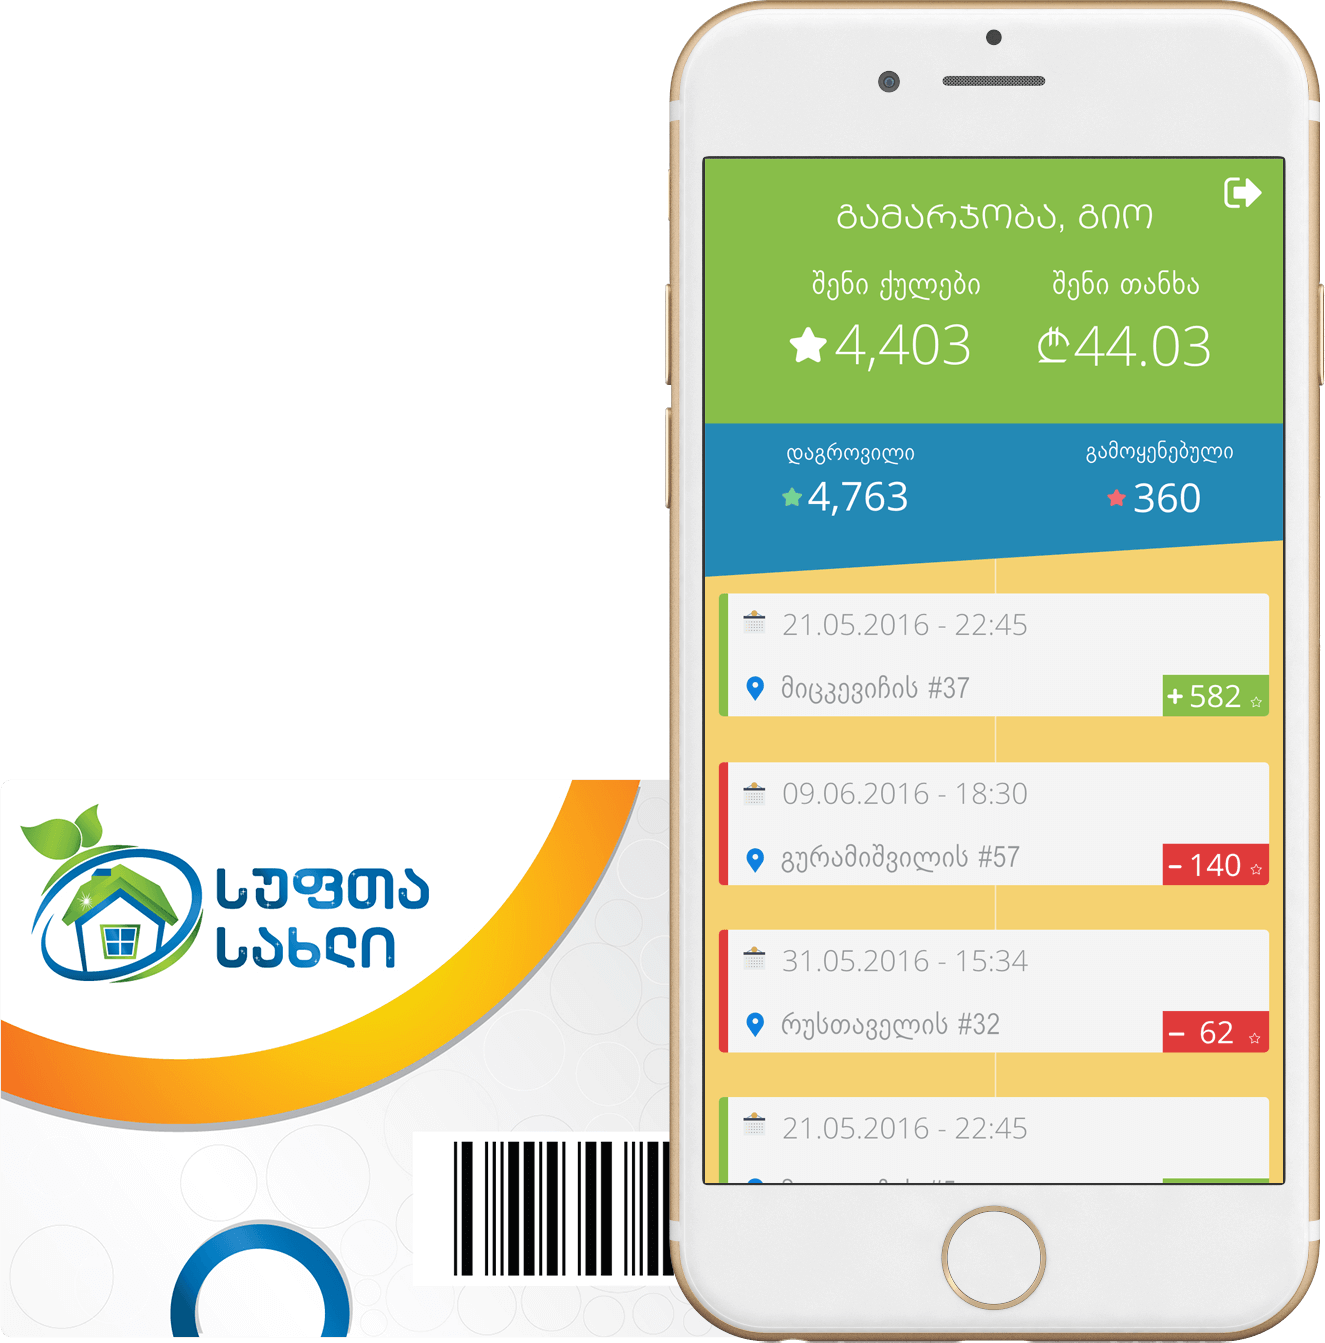 გამარჯობა, გიო
შენი ქულები
შენი თანხა
4,403
₾44.03
დაგროვილი
გამოყენებული
4,763
360
21.05.2016 - 22:45
მიცკევიჩის #37
+582
09.06.2016 - 18:30
გურამიშვილის #57
-140
31.05.2016 - 15:34
რუსთაველის #32
- 62
21.05.2016 - 22:45
სუფთა
სახლი